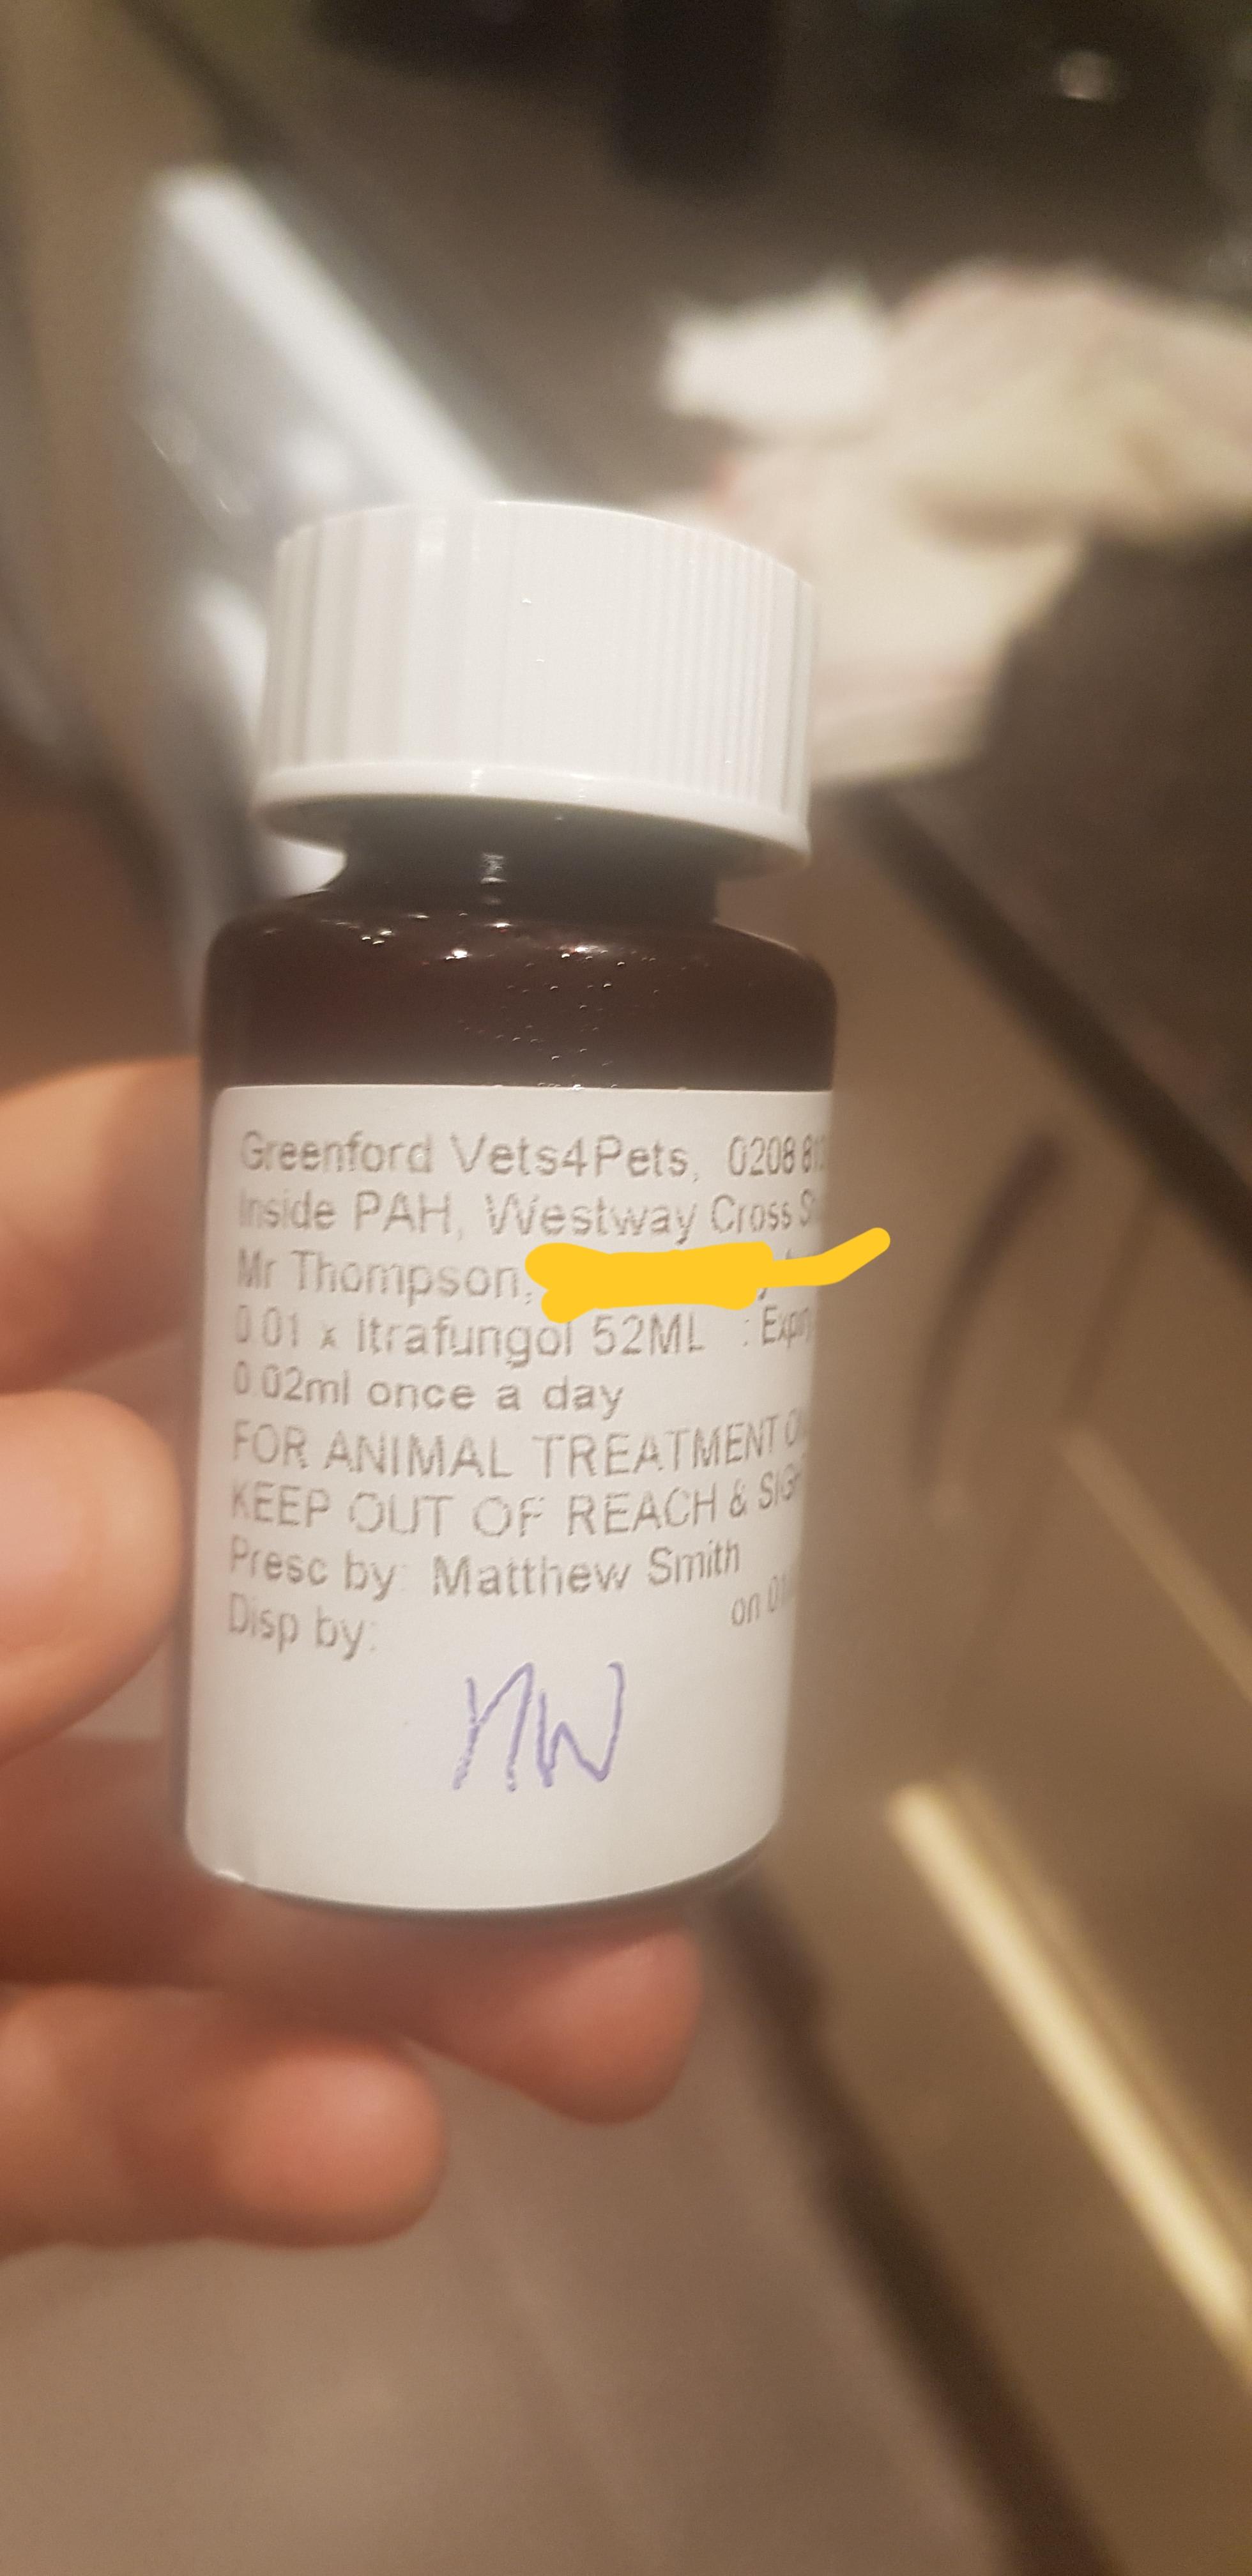 Greenford Vets4Pets, 0208
Inside PAH, Westway Cross
Mr Thompson,
0.01 x Itrafungol 52ML :
0.02ml once a day
FOR ANIMAL TREATMENT
KEEP OUT OF REACH &
Presc by: Matthew Smith
Disp by: on
NW